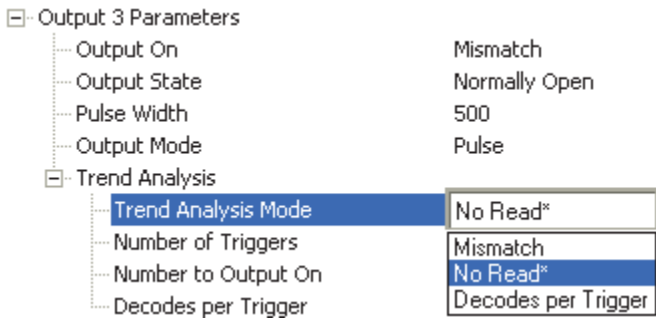 Output 3 Parameters
Output On Mismatch
Output State Normally Open
Pulse Width 500
Output Mode Pulse
Trend Analysis
Trend Analysis Mode No Read*
Number of Triggers Mismatch
Number to Output On No Read*
Decodes per Trigger Decodes per Trigger